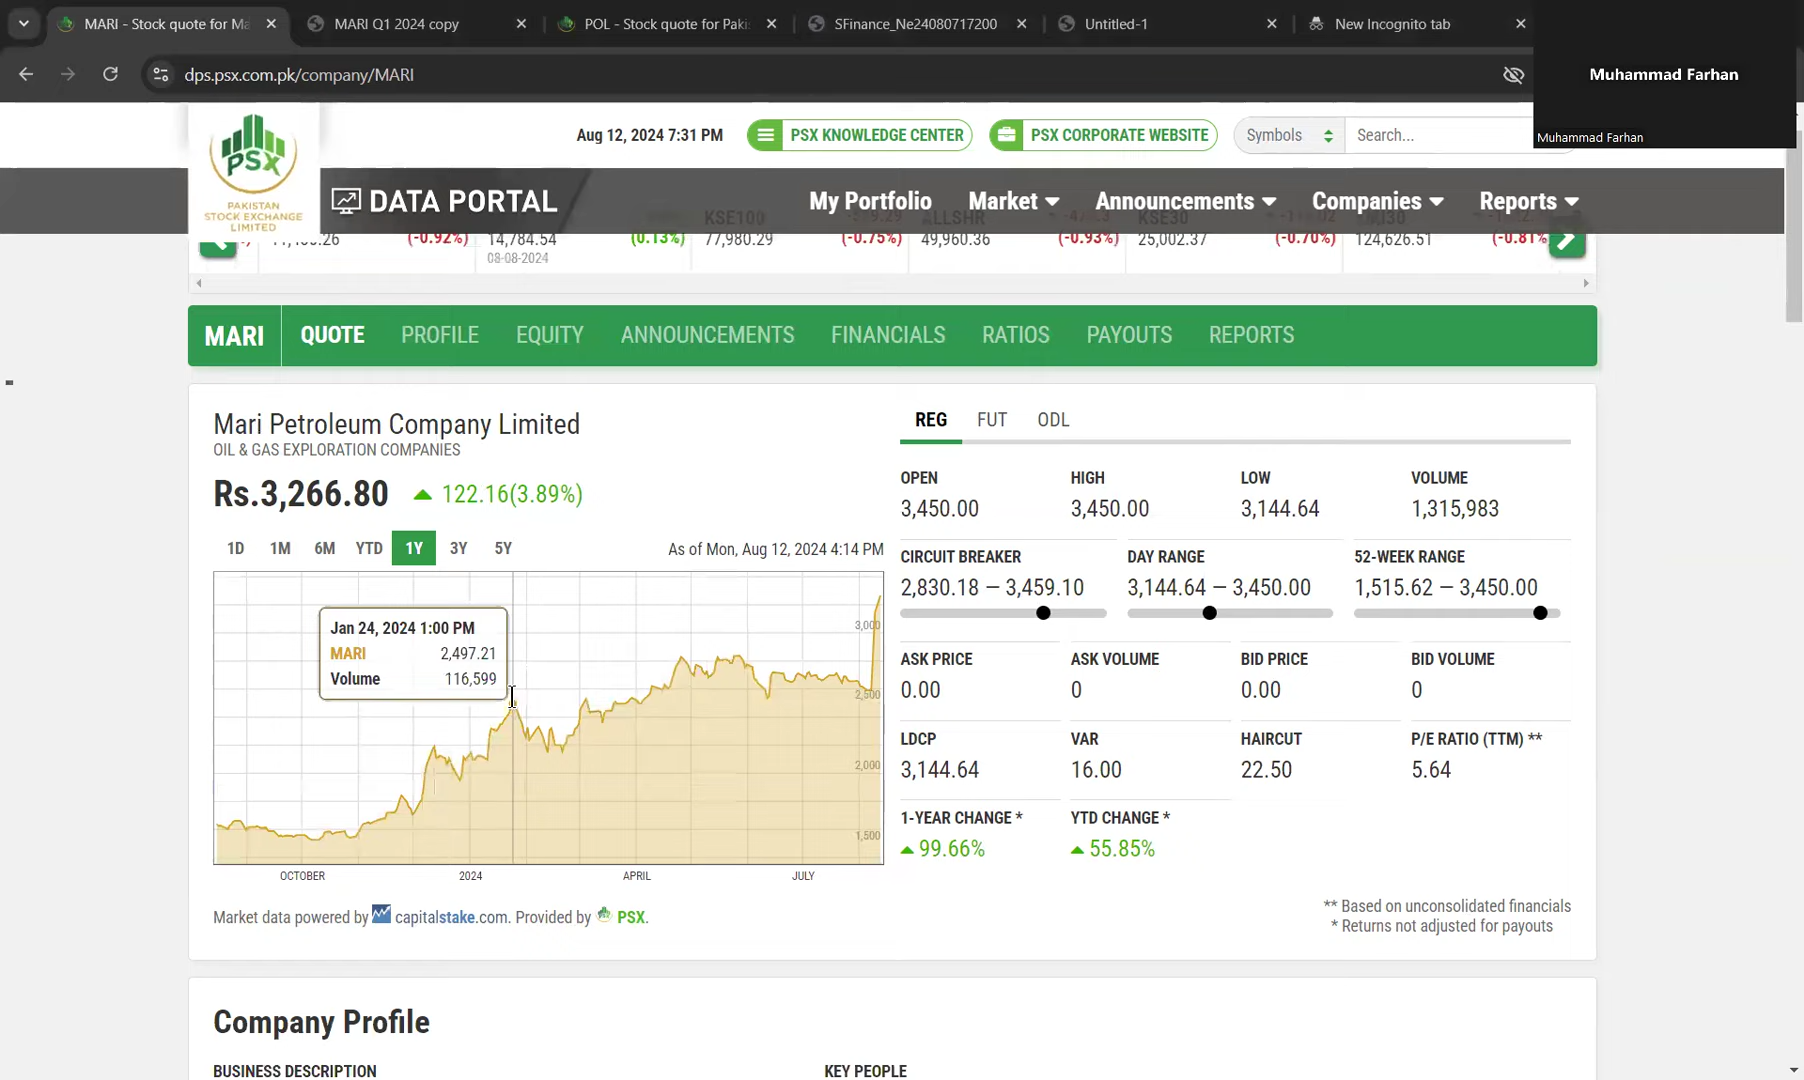 MARI - Stock quote for Ma
MARI Q1 2024 copy
POL - Stock quote for Paki
SFinance_Ne24080717200
Untitled-1
New Incognito tab
dps.psx.com.pk/company/MARI
Muhammad Farhan
Muhammad Farhan
PSX
PAKISTAN
STOCK EXCHANGE
LIMITED
Aug 12, 2024 7:31 PM
PSX KNOWLEDGE CENTER
PSX CORPORATE WEBSITE
Symbols
Search...
DATA PORTAL
My Portfolio
Market
Announcements
Companies
Reports
KSE100
ALLSHR
KSE30
(-0.92%)
14,784.54
(0.13%)
77,980.29
(-0.75%)
49,960.36
(-0.93%)
25,002.37
(-0.70%)
124,626.51
(-0.81%)
08-08-2024
MARI
QUOTE
PROFILE
EQUITY
ANNOUNCEMENTS
FINANCIALS
RATIOS
PAYOUTS
REPORTS
Mari Petroleum Company Limited
OIL & GAS EXPLORATION COMPANIES
Rs.3,266.80
122.16(3.89%)
1D 1M 6M YTD 1Y 3Y 5Y
As of Mon, Aug 12, 2024 4:14 PM
Jan 24, 2024 1:00 PM
MARI 2,497.21
Volume 116,599
3,000
2,500
2,000
1,500
OCTOBER 2024 APRIL JULY
Market data powered by capitalstake.com. Provided by PSX.
REG FUT ODL
OPEN HIGH LOW VOLUME
3,450.00 3,450.00 3,144.64 1,315,983
CIRCUIT BREAKER DAY RANGE 52-WEEK RANGE
2,830.18 — 3,459.10 3,144.64 — 3,450.00 1,515.62 — 3,450.00
ASK PRICE ASK VOLUME BID PRICE BID VOLUME
0.00 0 0.00 0
LDCP VAR HAIRCUT P/E RATIO (TTM) **
3,144.64 16.00 22.50 5.64
1-YEAR CHANGE * YTD CHANGE *
99.66% 55.85%
** Based on unconsolidated financials
* Returns not adjusted for payouts
Company Profile
BUSINESS DESCRIPTION
KEY PEOPLE